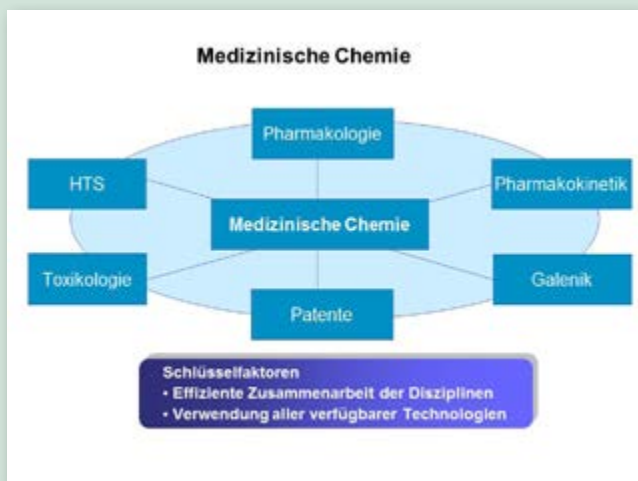 Medizinische Chemie
Pharmakologie
HTS
Pharmakokinetik
Medizinische Chemie
Toxikologie
Galenik
Patente
Schlüsselfaktoren
• Effiziente Zusammenarbeit der Disziplinen
• Verwendung aller verfügbarer Technologien